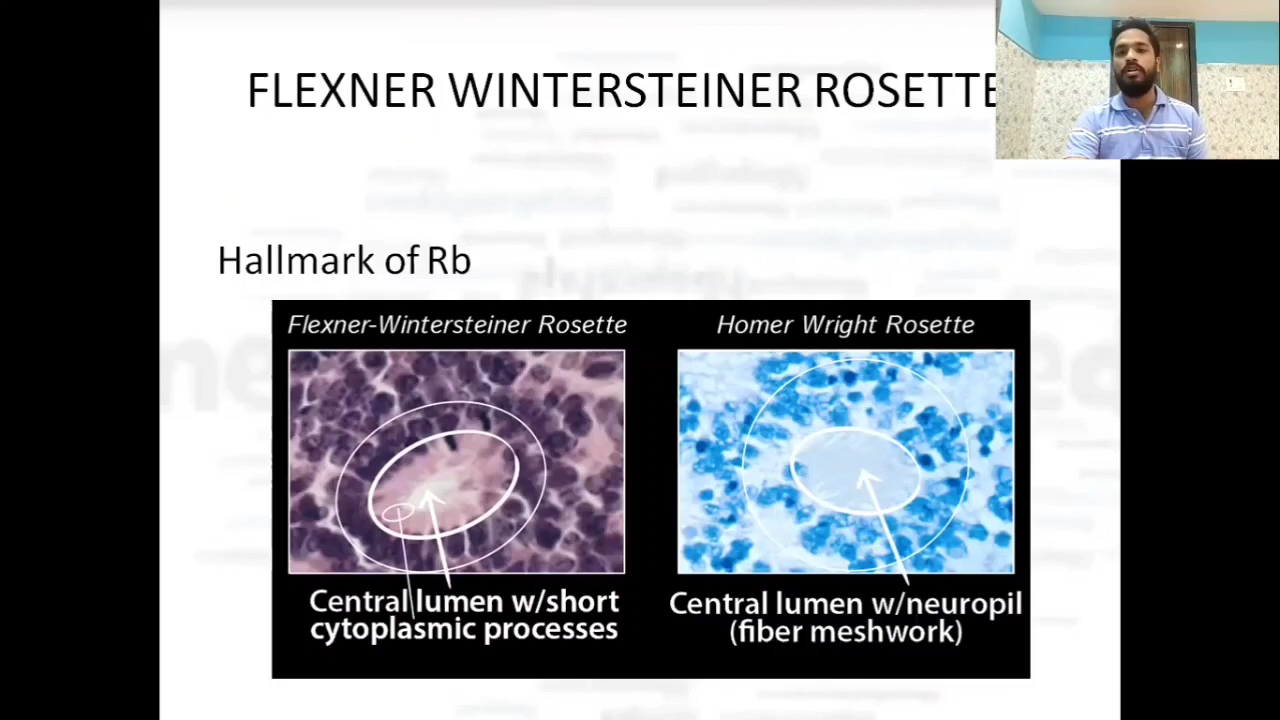 FLEXNER WINTERSTEINER ROSETTE
Hallmark of Rb
Flexner-Wintersteiner Rosette
Homer Wright Rosette
Central lumen w/short
cytoplasmic processes
Central lumen w/neuropil
(fiber meshwork)